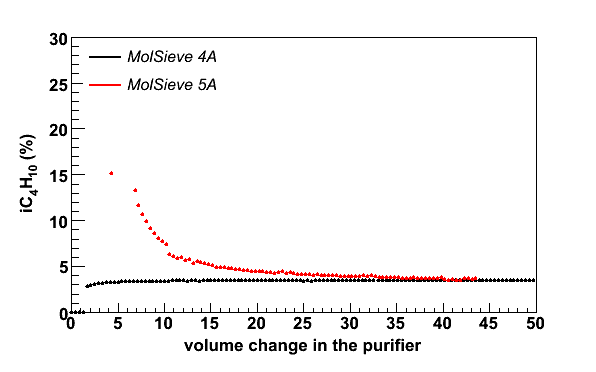 30
MolSieve 4A
25
MolSieve 5A
20
15
10
5
0
iC4H10 (%)
0 5 10 15 20 25 30 35 40 45 50
volume change in the purifier